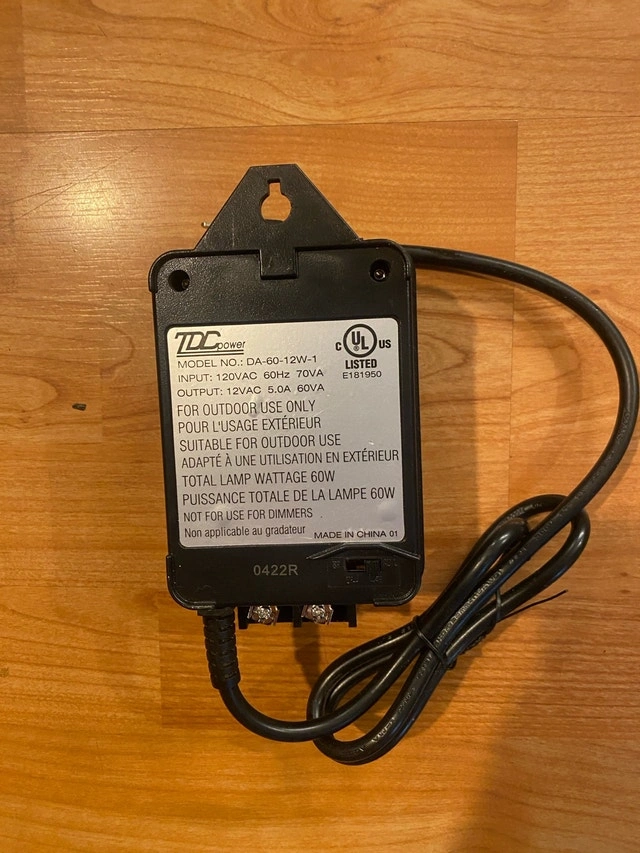 TDC power
MODEL NO.: DA-60-12W-1
INPUT: 120VAC 60Hz 70VA
OUTPUT: 12VAC 5.0A 60VA
C UL US
LISTED
E181950
FOR OUTDOOR USE ONLY
POUR L'USAGE EXTÉRIEUR
SUITABLE FOR OUTDOOR USE
ADAPTÉ À UNE UTILISATION EN EXTÉRIEUR
TOTAL LAMP WATTAGE 60W
PUISSANCE TOTALE DE LA LAMPE 60W
NOT FOR USE FOR DIMMERS
Non applicable au gradateur
MADE IN CHINA 01
0422R